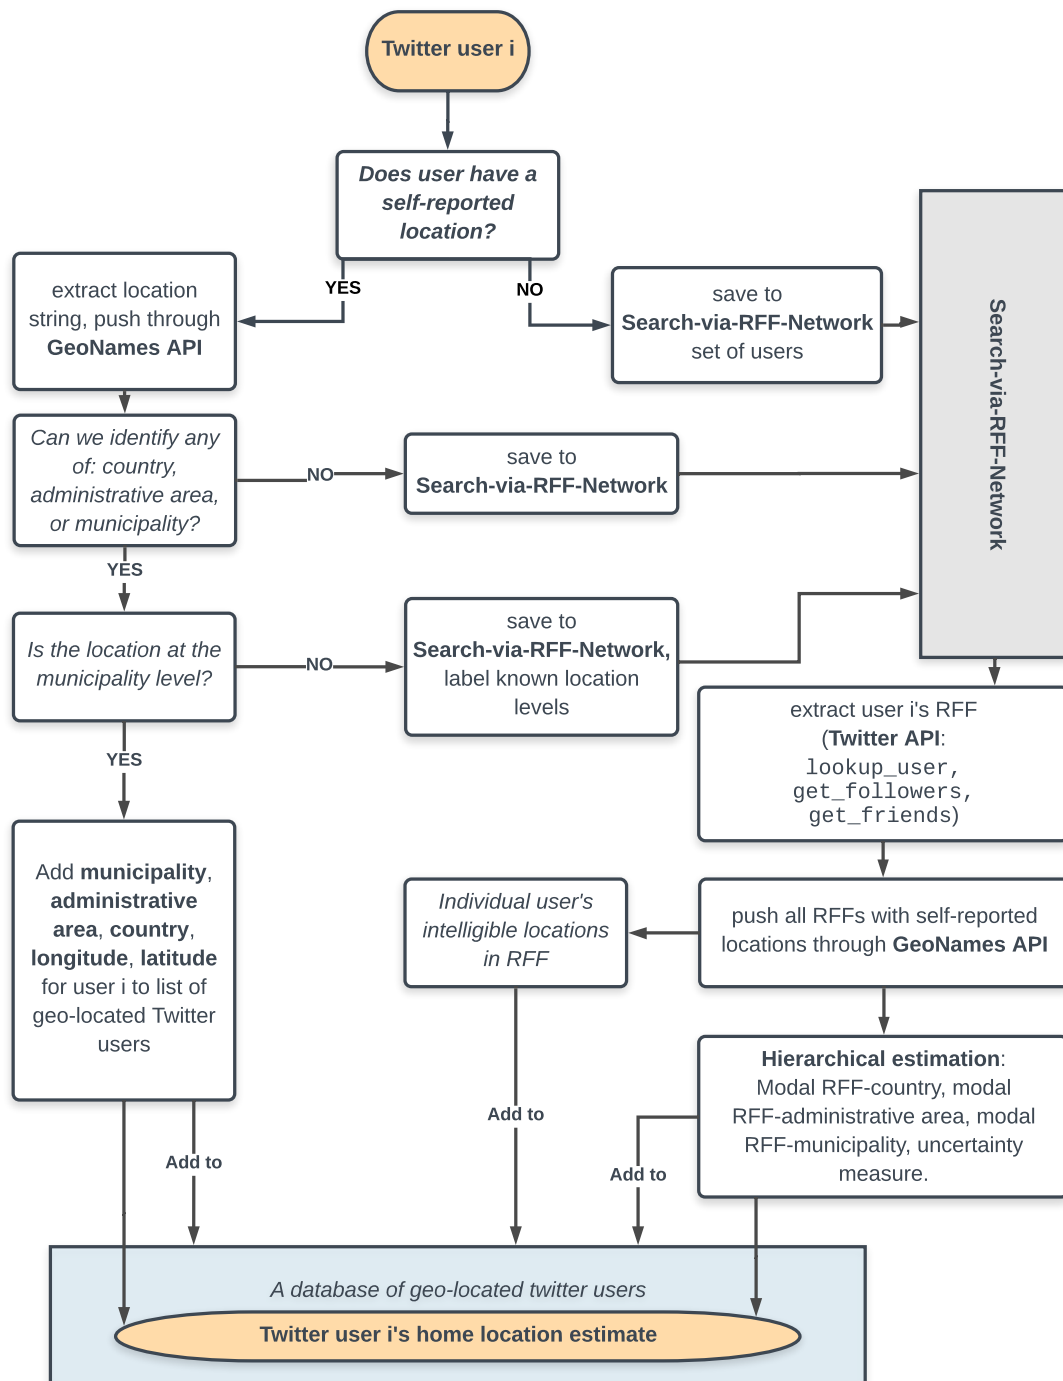 Twitter user i
Does user have a
self-reported
location?
YES
NO
extract location
string, push through
GeoNames API
save to
Search-via-RFF-Network
set of users
Search-via-RFF-Network
Can we identify any
of: country,
administrative area,
or municipality?
NO
save to
Search-via-RFF-Network
YES
Is the location at the
municipality level?
NO
save to
Search-via-RFF-Network,
label known location
levels
extract user i's RFF
(Twitter API:
lookup_user,
get_followers,
get_friends)
YES
Add municipality,
administrative
area, country,
longitude, latitude
for user i to list of
geo-located Twitter
users
Individual user's
intelligible locations
in RFF
push all RFFs with self-reported
locations through GeoNames API
Hierarchical estimation:
Modal RFF-country, modal
RFF-administrative area, modal
RFF-municipality, uncertainty
measure.
Add to
Add to
Add to
A database of geo-located twitter users
Twitter user i's home location estimate